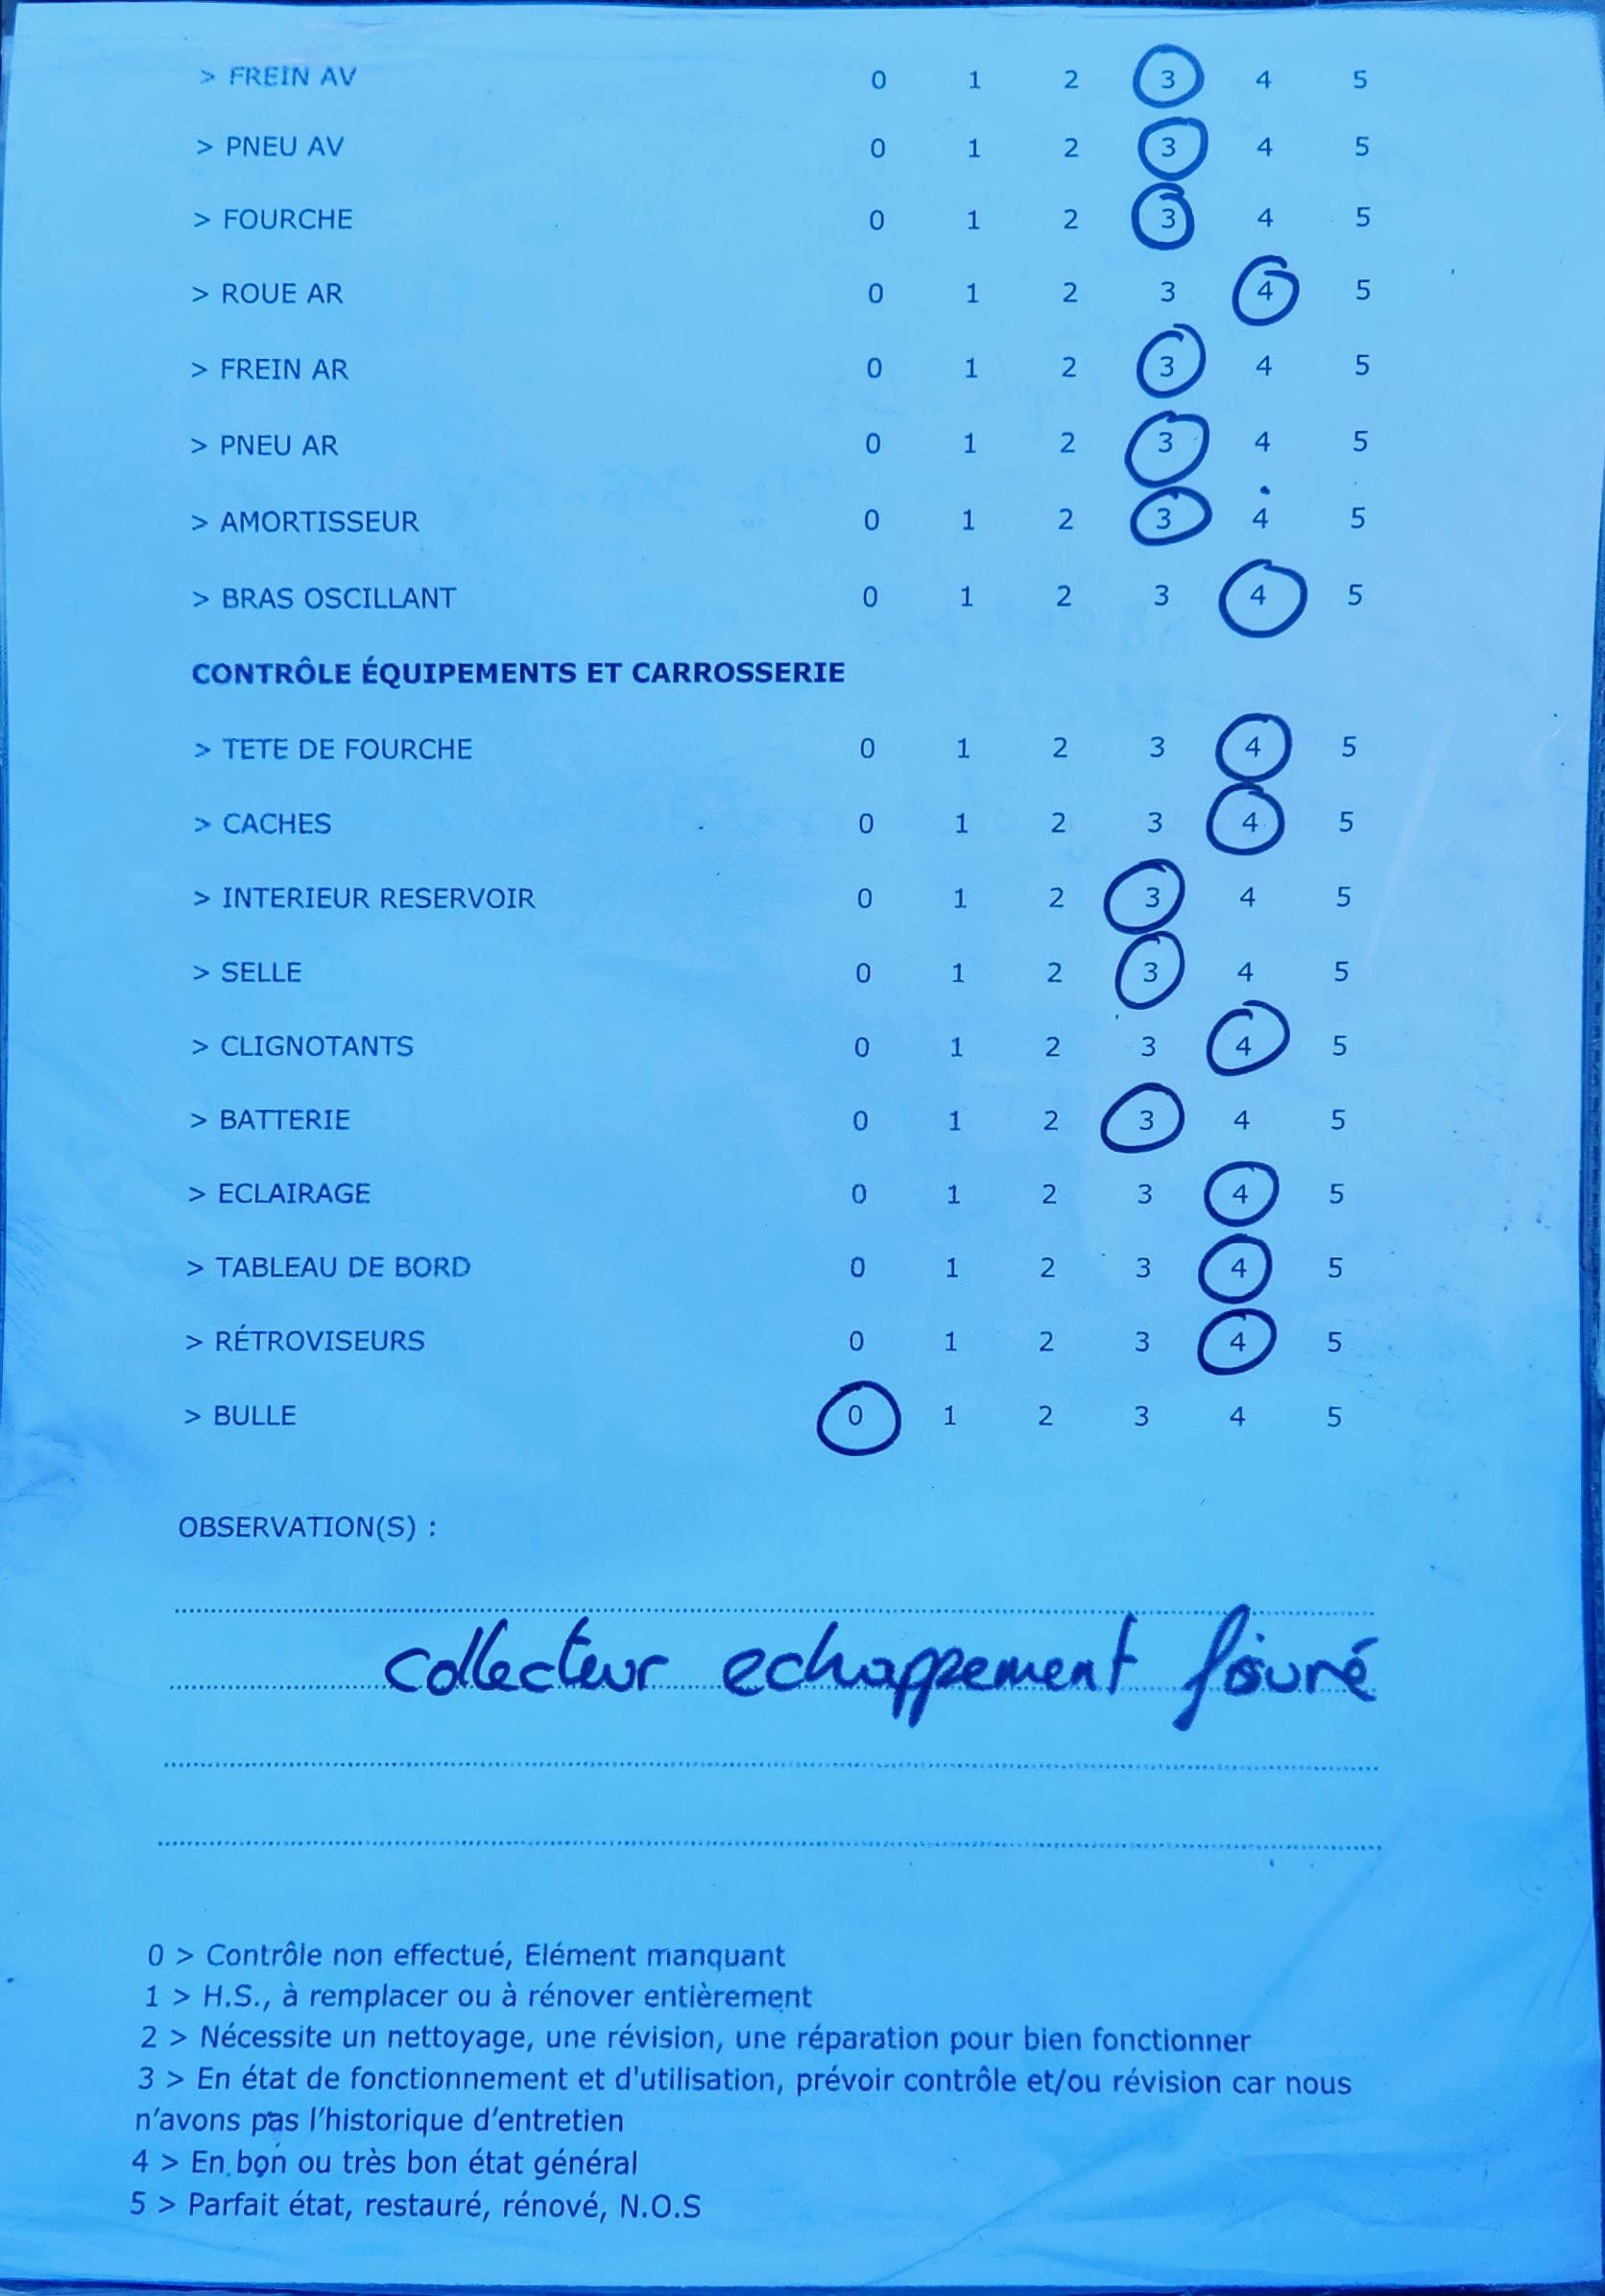 > FREIN AV 0 1 2 3 4 5
> PNEU AV 0 1 2 3 4 5
> FOURCHE 0 1 2 3 4 5
> ROUE AR 0 1 2 3 4 5
> FREIN AR 0 1 2 3 4 5
> PNEU AR 0 1 2 3 4 5
> AMORTISSEUR 0 1 2 3 4 5
> BRAS OSCILLANT 0 1 2 3 4 5
CONTRÔLE ÉQUIPEMENTS ET CARROSSERIE
> TETE DE FOURCHE 0 1 2 3 4 5
> CACHES 0 1 2 3 4 5
> INTERIEUR RESERVOIR 0 1 2 3 4 5
> SELLE 0 1 2 3 4 5
> CLIGNOTANTS 0 1 2 3 4 5
> BATTERIE 0 1 2 3 4 5
> ECLAIRAGE 0 1 2 3 4 5
> TABLEAU DE BORD 0 1 2 3 4 5
> RÉTROVISEURS 0 1 2 3 4 5
> BULLE 0 1 2 3 4 5
OBSERVATION(S) :
collecteur echappement fissuré
0 > Contrôle non effectué, Elément manquant
1 > H.S., à remplacer ou à rénover entièrement
2 > Nécessite un nettoyage, une révision, une réparation pour bien fonctionner
3 > En état de fonctionnement et d'utilisation, prévoir contrôle et/ou révision car nous
n'avons pas l'historique d'entretien
4 > En bon ou très bon état général
5 > Parfait état, restauré, rénové, N.O.S